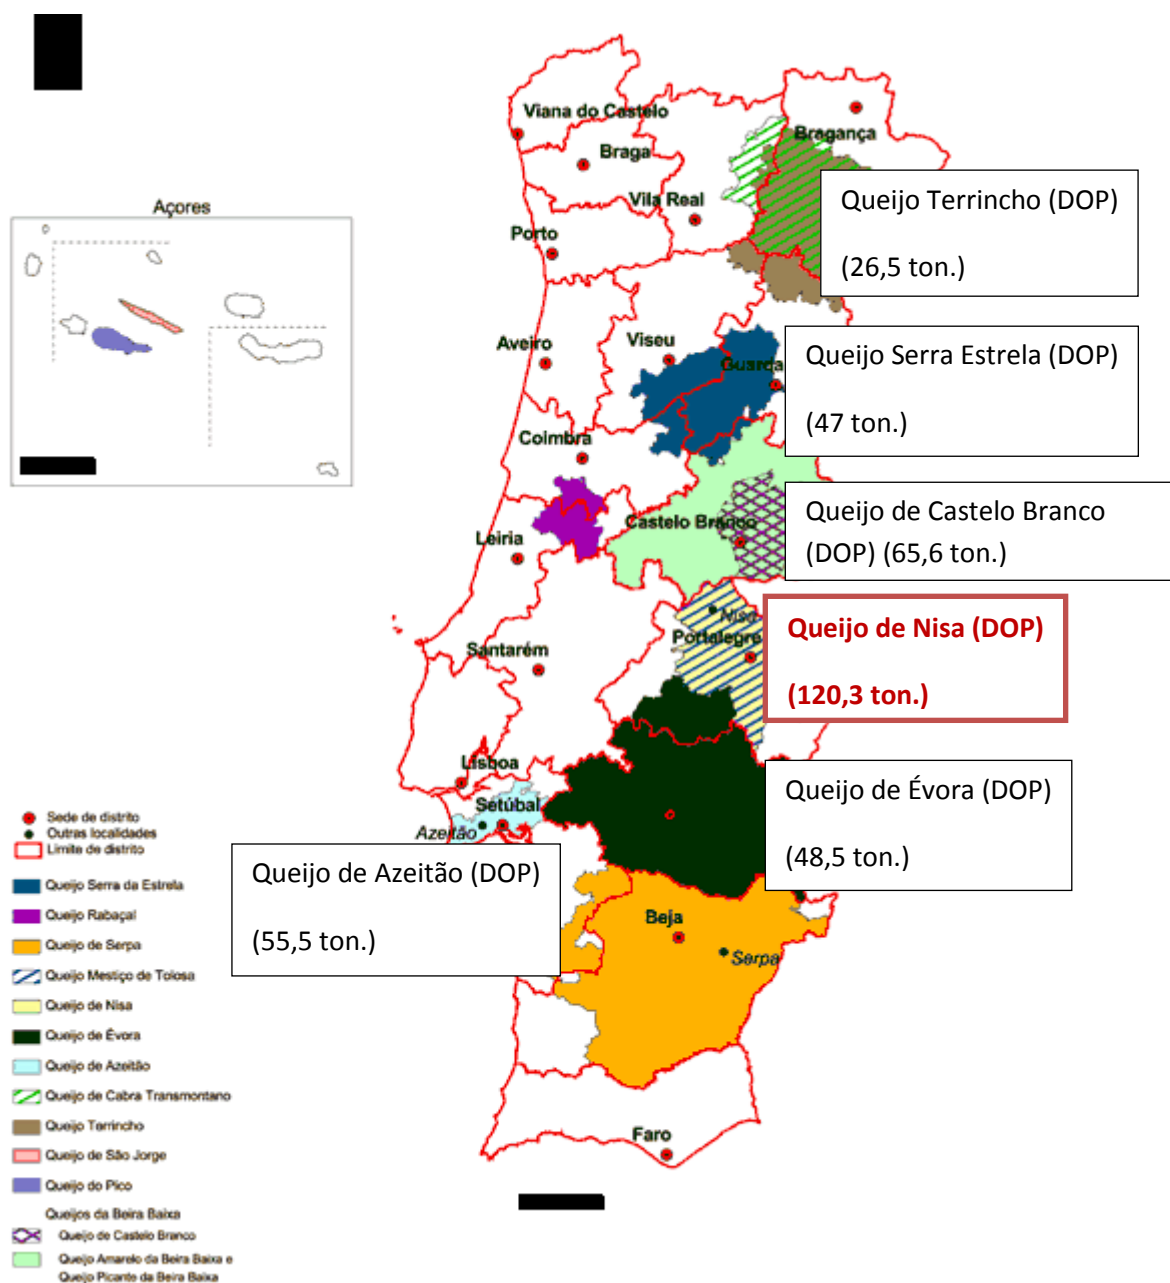 Viana do Castelo
Bragança
Braga
Vila Real
Porto
Açores
Queijo Terrincho (DOP)
(26,5 ton.)
Aveiro
Viseu
Guarda
Queijo Serra Estrela (DOP)
(47 ton.)
Coimbra
Castelo Branco
Leiria
Queijo de Castelo Branco
(DOP) (65,6 ton.)
Nisa
Portalegre
Santarém
Queijo de Nisa (DOP)
(120,3 ton.)
Lisboa
Setúbal
Azeitão
Queijo de Évora (DOP)
(48,5 ton.)
Queijo de Azeitão (DOP)
(55,5 ton.)
Beja
Serpa
Faro
Sede de distrito
Outras localidades
Limite de distrito
Queijo Serra da Estrela
Queijo Rabaçal
Queijo de Serpa
Queijo Mestiço de Tolosa
Queijo de Nisa
Queijo de Évora
Queijo de Azeitão
Queijo de Cabra Transmontano
Queijo Terrincho
Queijo de São Jorge
Queijo do Pico
Queijos da Beira Baixa
Queijo de Castelo Branco
Queijo Amarelo da Beira Baixa e
Queijo Picante da Beira Baixa